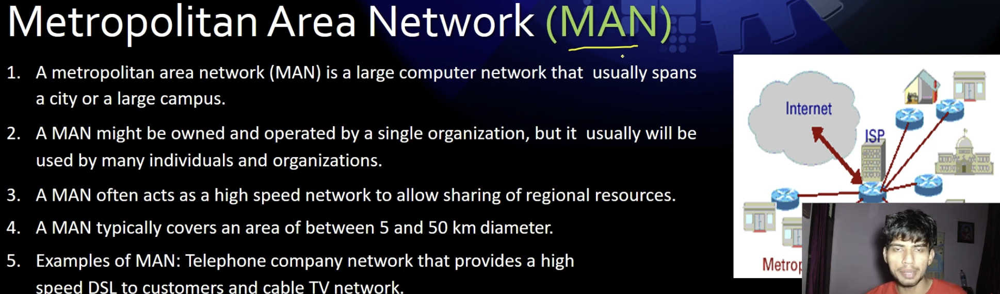 Metropolitan Area Network (MAN)
1. A metropolitan area network (MAN) is a large computer network that usually spans
a city or a large campus.
2. A MAN might be owned and operated by a single organization, but it usually will be
used by many individuals and organizations.
3. A MAN often acts as a high speed network to allow sharing of regional resources.
4. A MAN typically covers an area of between 5 and 50 km diameter.
5. Examples of MAN: Telephone company network that provides a high
speed DSL to customers and cable TV network.
Internet
ISP
Metrop